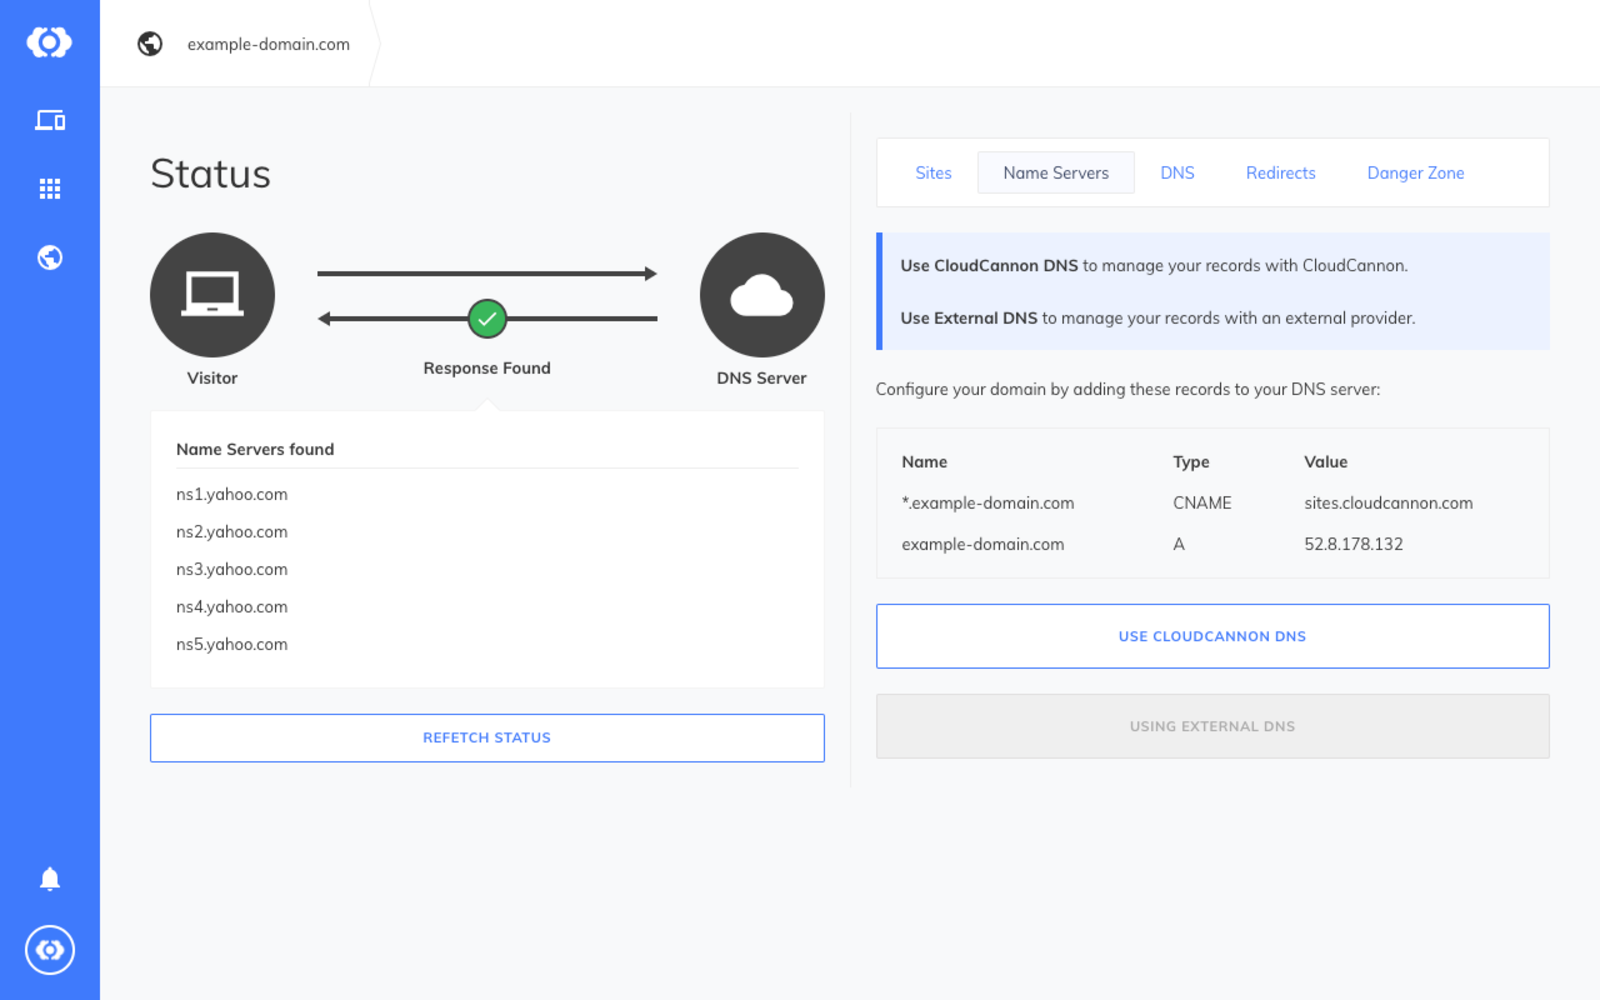 example-domain.com
Status
Visitor
Response Found
DNS Server
Name Servers found
ns1.yahoo.com
ns2.yahoo.com
ns3.yahoo.com
ns4.yahoo.com
ns5.yahoo.com
REFETCH STATUS
Sites Name Servers DNS Redirects Danger Zone
Use CloudCannon DNS to manage your records with CloudCannon.
Use External DNS to manage your records with an external provider.
Configure your domain by adding these records to your DNS server:
Name Type Value
*.example-domain.com CNAME sites.cloudcannon.com
example-domain.com A 52.8.178.132
USE CLOUDCANNON DNS
USING EXTERNAL DNS